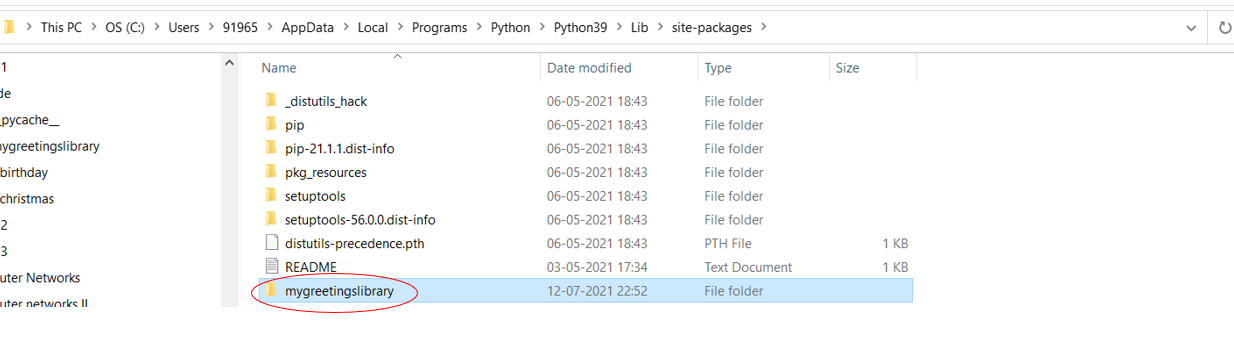 This PC > OS (C:) > Users > 91965 > AppData > Local > Programs > Python > Python39 > Lib > site-packages >
1
de
_pycache__
mygreetingslibrary
birthday
christmas
2
3
uter Networks
uter networks II
Name Date modified Type Size
_distutils_hack 06-05-2021 18:43 File folder
pip 06-05-2021 18:43 File folder
pip-21.1.1.dist-info 06-05-2021 18:43 File folder
pkg_resources 06-05-2021 18:43 File folder
setuptools 06-05-2021 18:43 File folder
setuptools-56.0.0.dist-info 06-05-2021 18:43 File folder
distutils-precedence.pth 06-05-2021 18:43 PTH File 1 KB
README 03-05-2021 17:34 Text Document 1 KB
mygreetingslibrary 12-07-2021 22:52 File folder